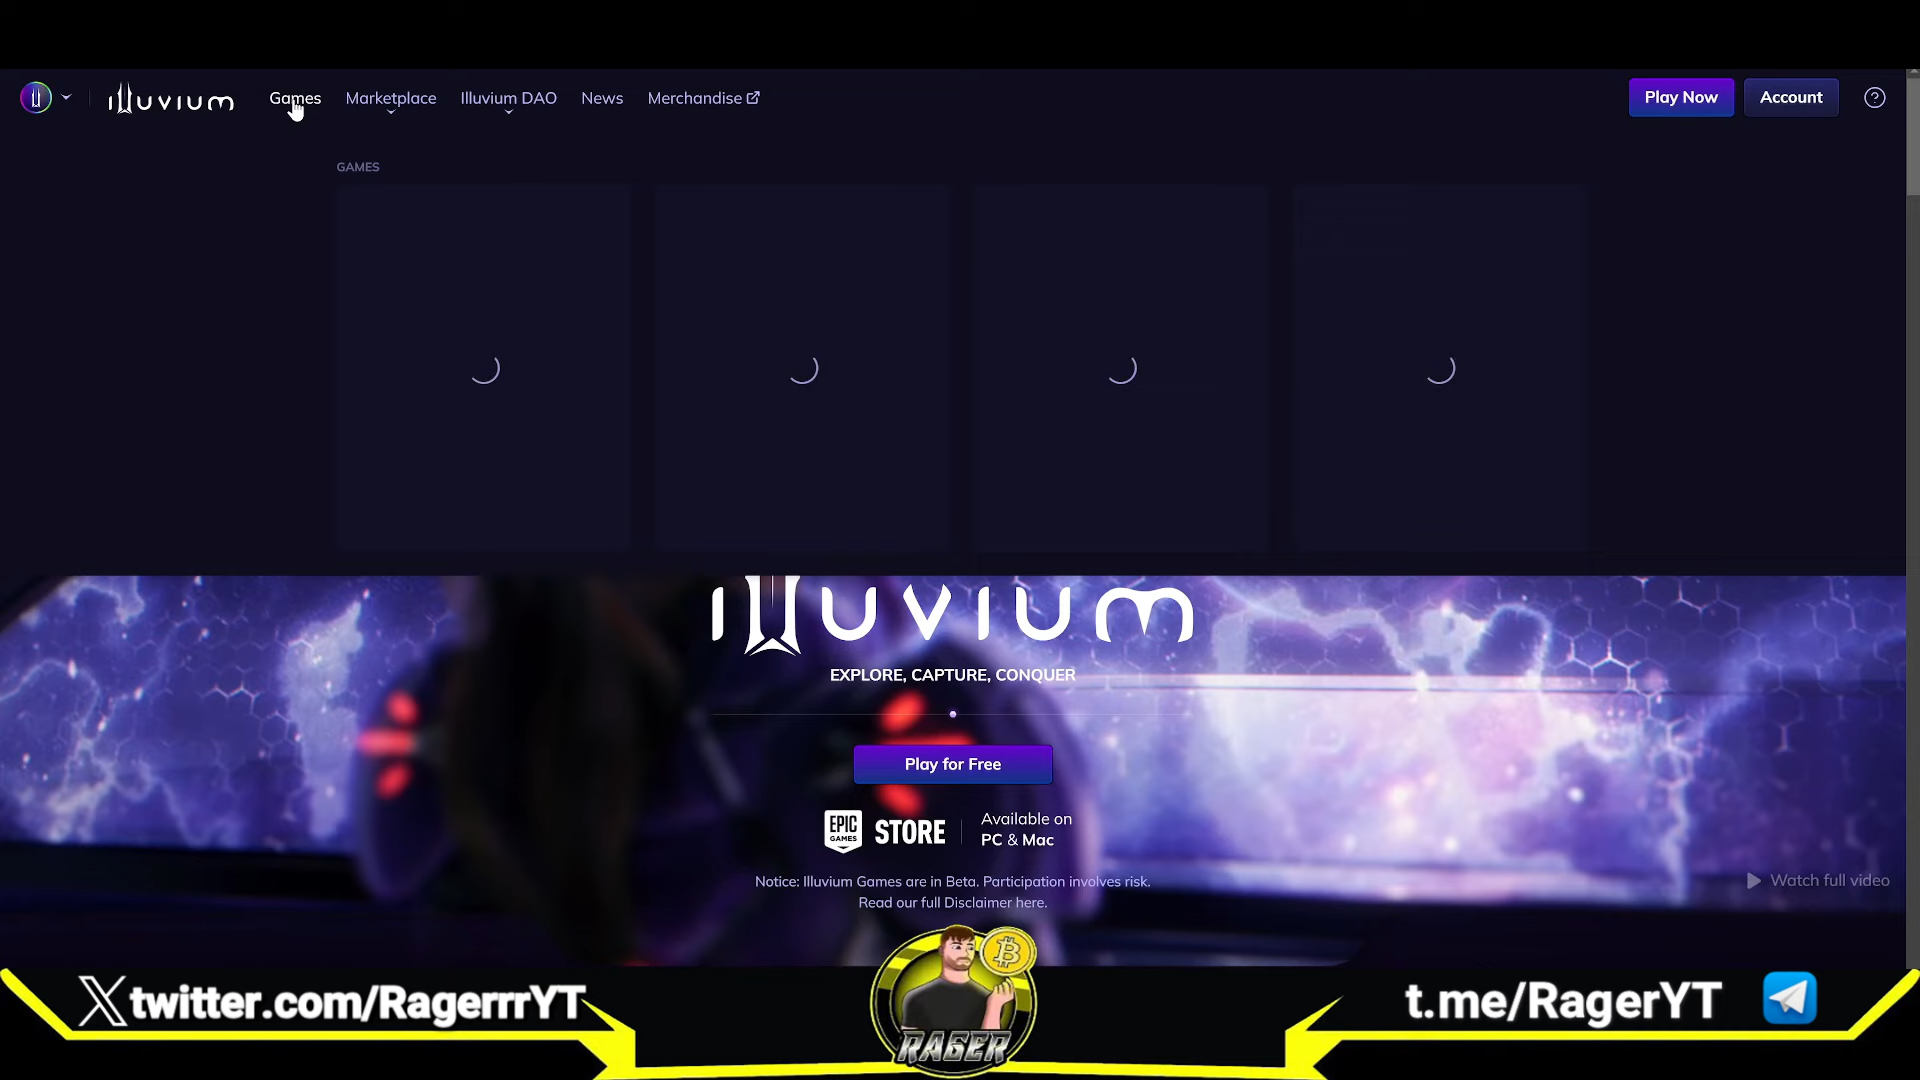 illuvium
Games
Marketplace
Illuvium DAO
News
Merchandise
Play Now
Account
?
GAMES
illuvium
EXPLORE, CAPTURE, CONQUER
Play for Free
EPIC
GAMES
STORE
Available on
PC & Mac
Notice: Illuvium Games are in Beta. Participation involves risk.
Read our full Disclaimer here.
Watch full video
X twitter.com/RagerrrYT
RAGER
t.me/RagerYT